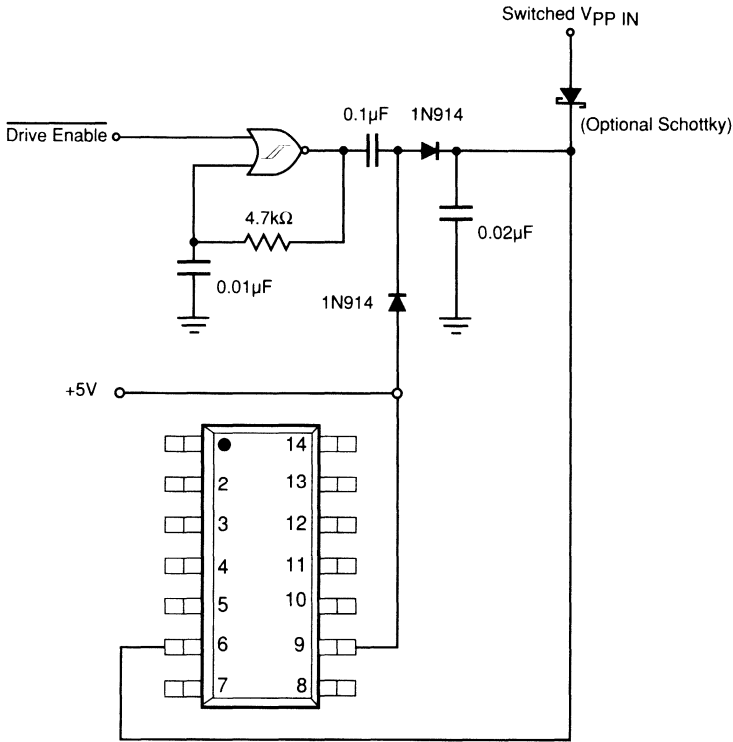 Switched VPP IN
(Optional Schottky)
Drive Enable
0.1µF
1N914
4.7kΩ
0.02µF
0.01µF
1N914
+5V
14
2
13
3
12
4
11
5
10
6
9
7
8